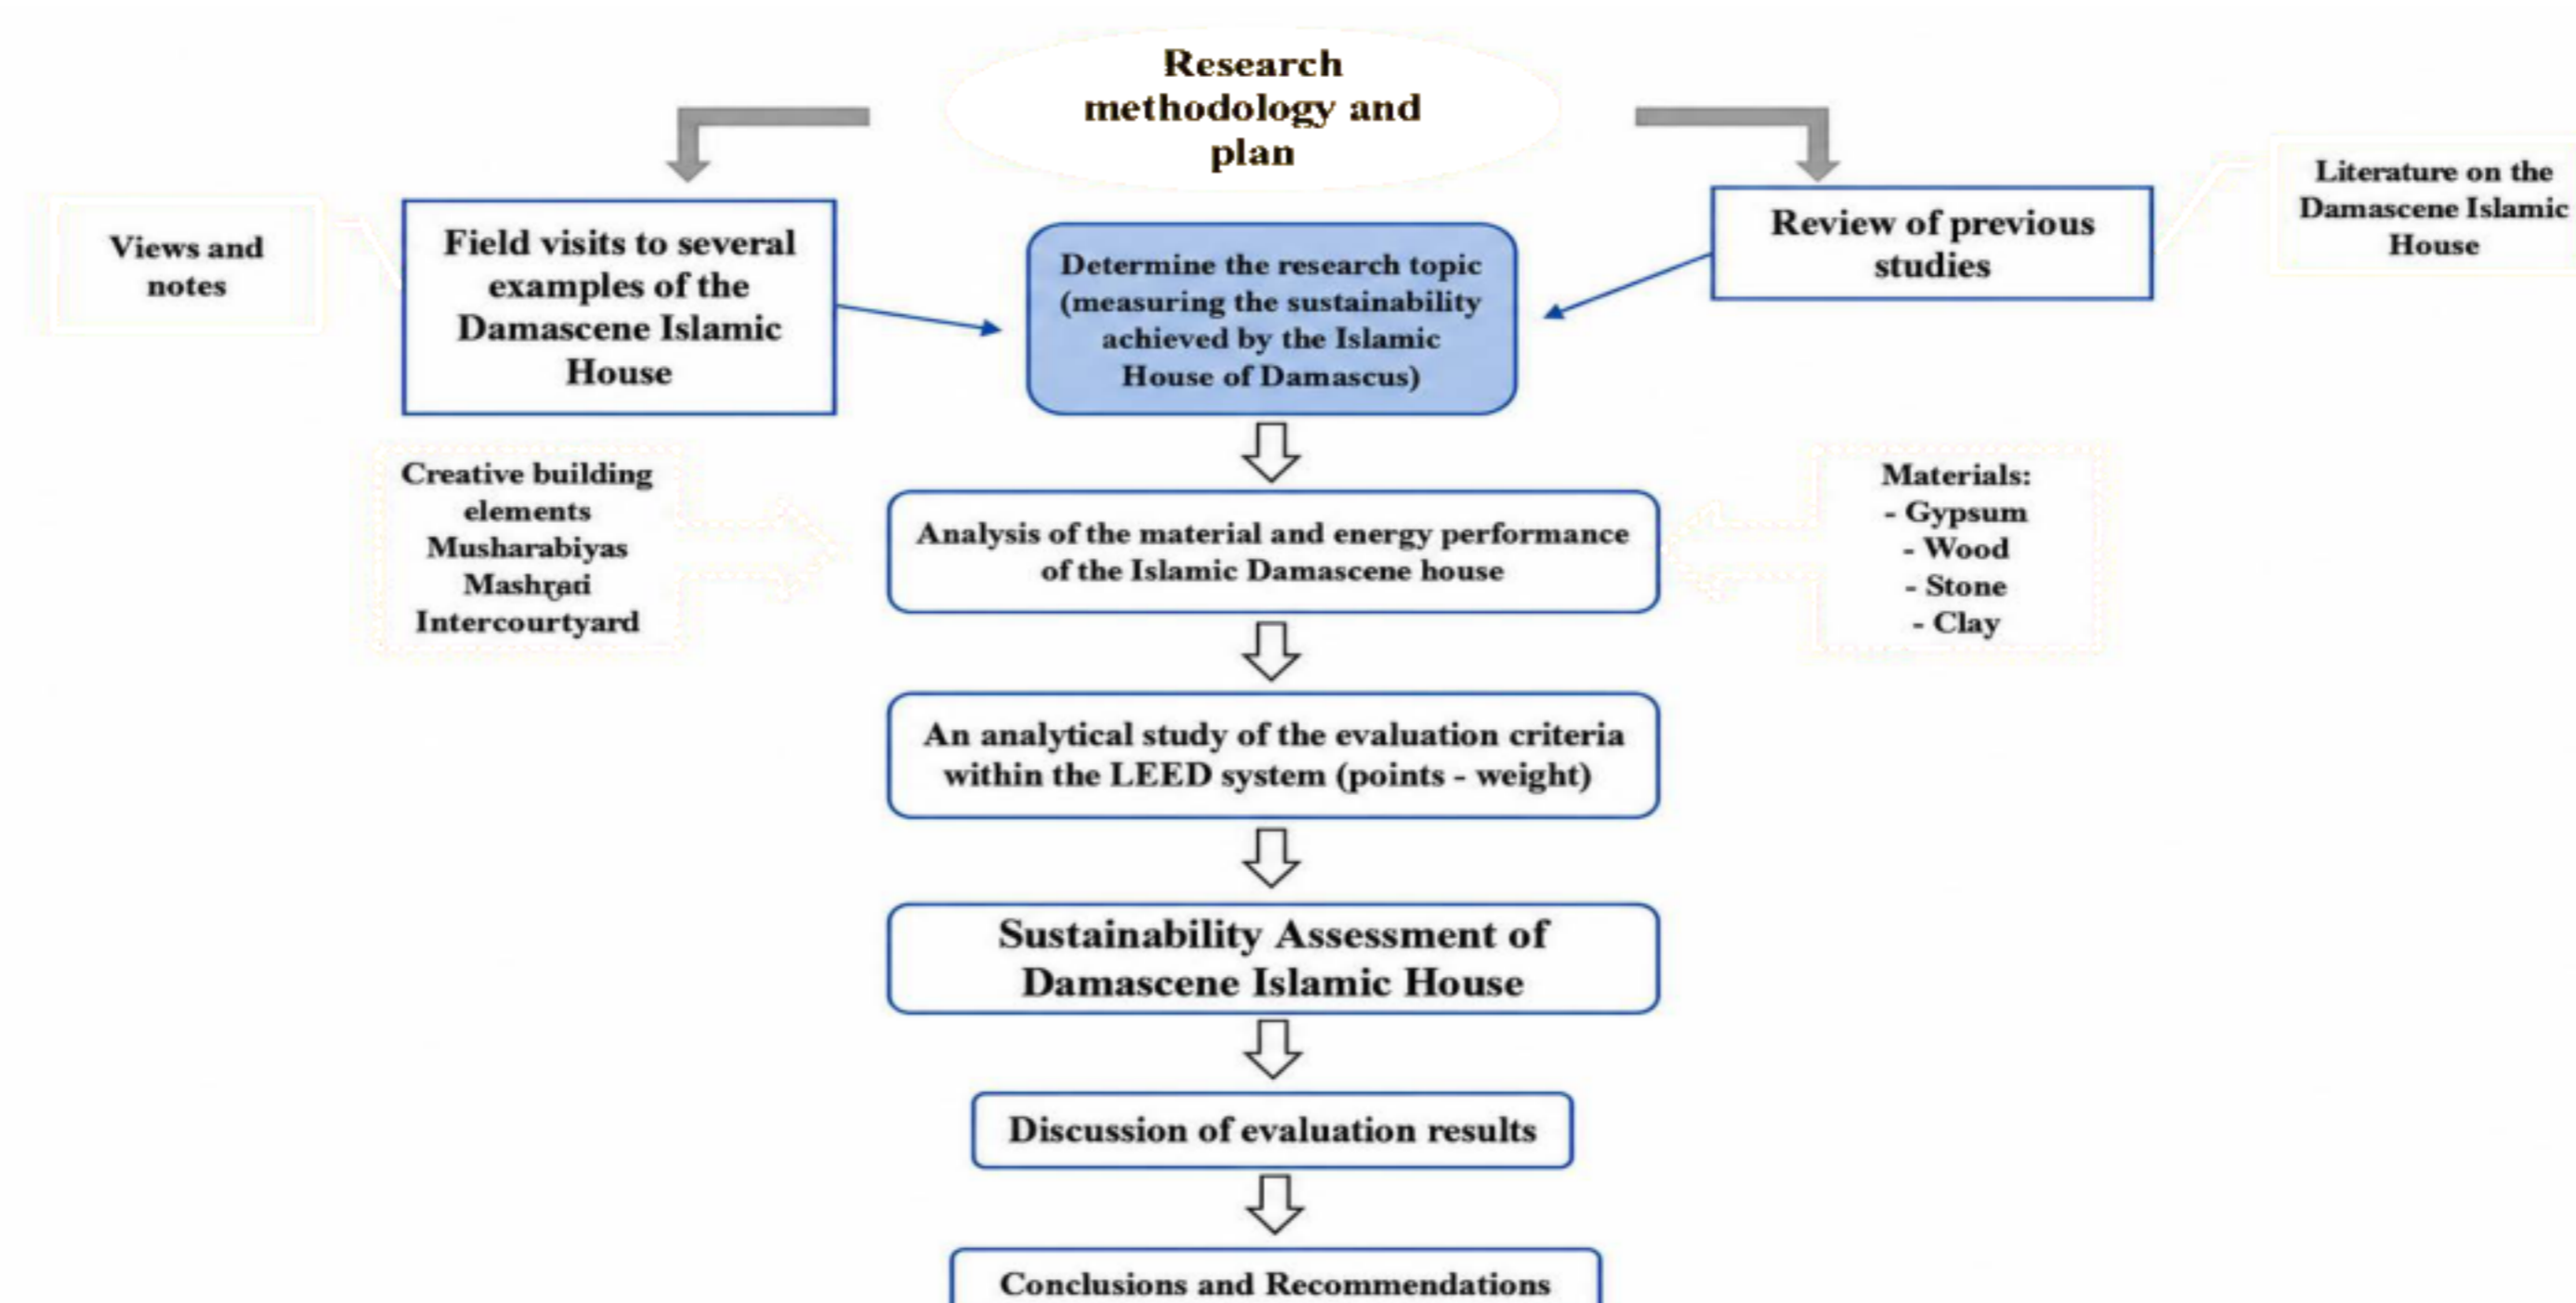 Research
methodology and
plan
Views and
notes
Field visits to several
examples of the
Damascene Islamic
House
Determine the research topic
(measuring the sustainability
achieved by the Islamic
House of Damascus)
Review of previous
studies
Literature on the
Damascene Islamic
House
Creative building
elements
Musharabiyas
Intercourtyard
Analysis of the material and energy performance
of the Islamic Damascene house
Materials:
- Gypsum
- Wood
- Stone
- Clay
An analytical study of the evaluation criteria
within the LEED system (points - weight)
Sustainability Assessment of
Damascene Islamic House
Discussion of evaluation results
Conclusions and Recommendations